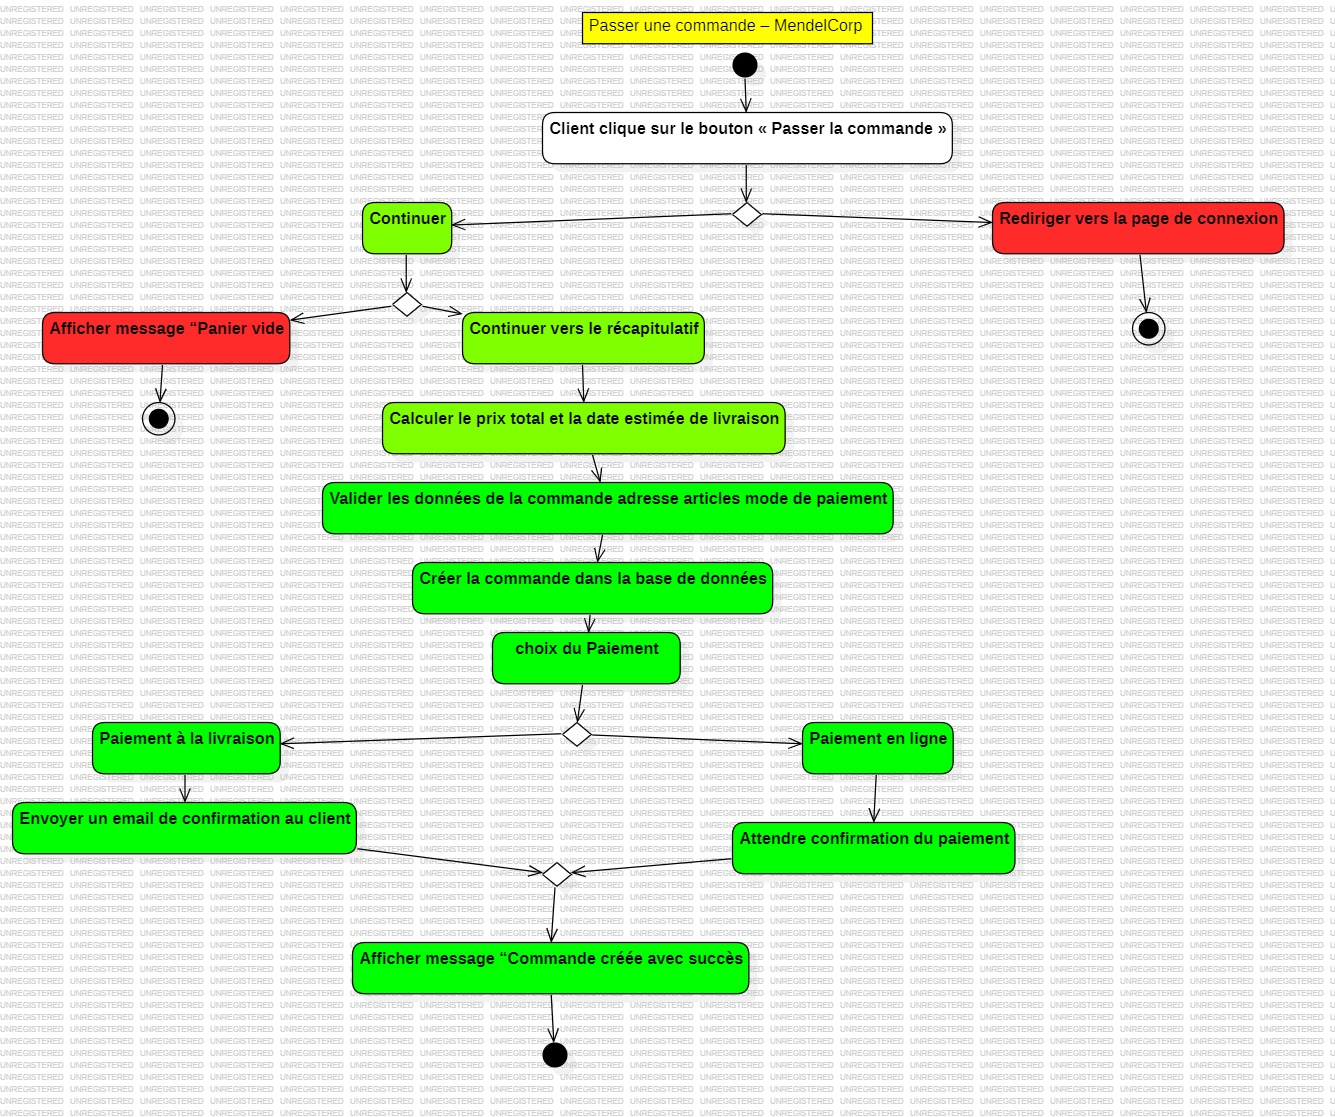 Passer une commande – MendelCorp
Client clique sur le bouton « Passer la commande »
Continuer
Rediriger vers la page de connexion
Afficher message “Panier vide
Continuer vers le récapitulatif
Calculer le prix total et la date estimée de livraison
Valider les données de la commande adresse articles mode de paiement
Créer la commande dans la base de données
choix du Paiement
Paiement à la livraison
Paiement en ligne
Envoyer un email de confirmation au client
Attendre confirmation du paiement
Afficher message “Commande créée avec succès
UNREGISTERED